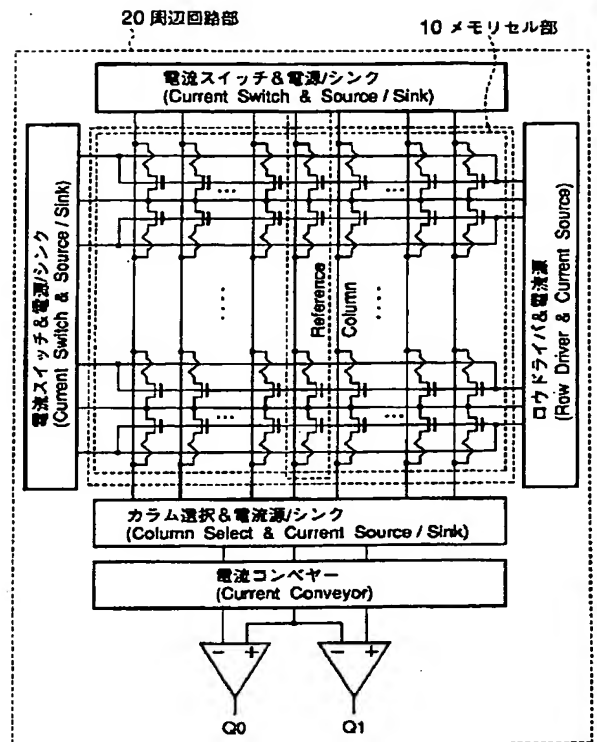 20 周辺回路部
10 メモリセル部
電流スイッチ&電源/シンク
(Current Switch & Source / Sink)
電流スイッチ&電源/シンク
(Current Switch & Source / Sink)
Reference
Column
ロウドライバ&電流源
(Row Driver & Current Source)
カラム選択&電流源/シンク
(Column Select & Current Source / Sink)
電流コンベヤー
(Current Conveyor)
− + − +
Q0 Q1